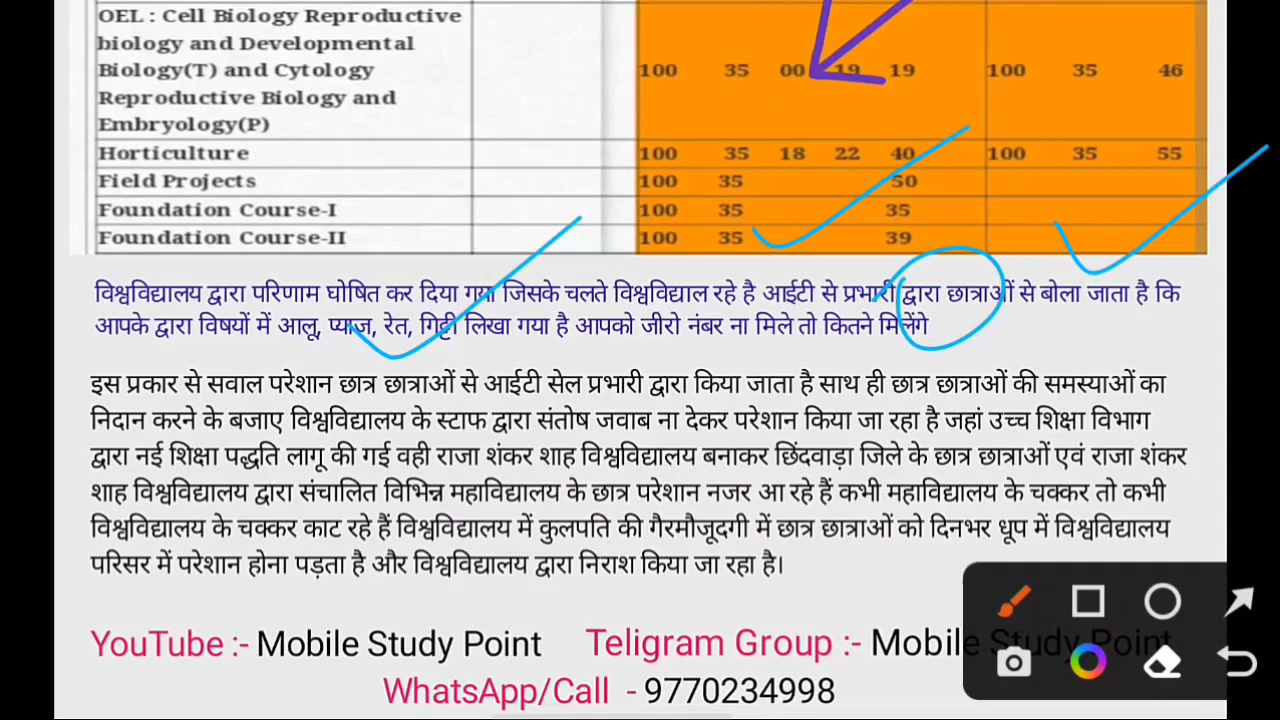 OEL : Cell Biology Reproductive
biology and Developmental
Biology(T) and Cytology 100 35 00 19 19 100 35 46
Reproductive Biology and
Embryology(P)
Horticulture 100 35 18 22 40 100 35 55
Field Projects 100 35 50
Foundation Course-I 100 35 35
Foundation Course-II 100 35 39
विश्वविद्यालय द्वारा परिणाम घोषित कर दिया गया जिसके चलते विश्वविद्याल रहे है आईटी से प्रभारी द्वारा छात्राओं से बोला जाता है कि
आपके द्वारा विषयों में आलू, प्याज, रेत, गिट्टी लिखा गया है आपको जीरो नंबर ना मिले तो कितने मिलेंगे
इस प्रकार से सवाल परेशान छात्र छात्राओं से आईटी सेल प्रभारी द्वारा किया जाता है साथ ही छात्र छात्राओं की समस्याओं का
निदान करने के बजाए विश्वविद्यालय के स्टाफ द्वारा संतोष जवाब ना देकर परेशान किया जा रहा है जहां उच्च शिक्षा विभाग
द्वारा नई शिक्षा पद्धति लागू की गई वही राजा शंकर शाह विश्वविद्यालय बनाकर छिंदवाड़ा जिले के छात्र छात्राओं एवं राजा शंकर
शाह विश्वविद्यालय द्वारा संचालित विभिन्न महाविद्यालय के छात्र परेशान नजर आ रहे हैं कभी महाविद्यालय के चक्कर तो कभी
विश्वविद्यालय के चक्कर काट रहे हैं विश्वविद्यालय में कुलपति की गैरमौजूदगी में छात्र छात्राओं को दिनभर धूप में विश्वविद्यालय
परिसर में परेशान होना पड़ता है और विश्वविद्यालय द्वारा निराश किया जा रहा है।
YouTube :- Mobile Study Point Teligram Group :- Mobile Study Point
WhatsApp/Call - 9770234998